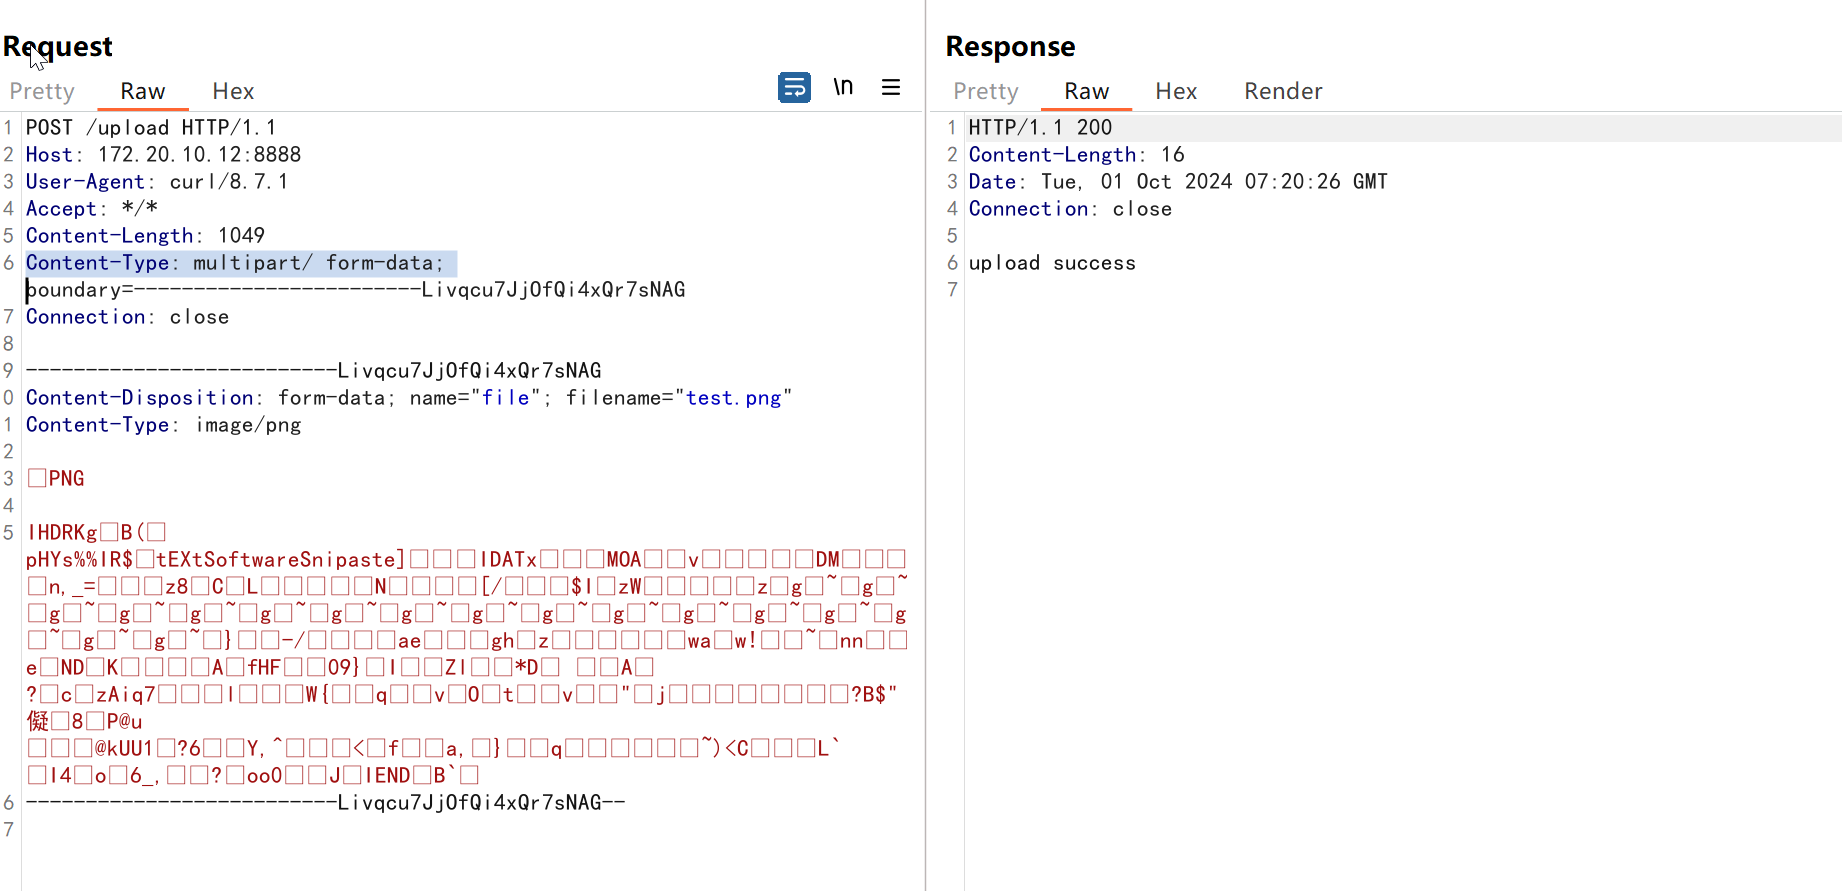 Request
Pretty Raw Hex
\n
1 POST /upload HTTP/1.1
2 Host: 172.20.10.12:8888
3 User-Agent: curl/8.7.1
4 Accept: */*
5 Content-Length: 1049
6 Content-Type: multipart/ form-data;
boundary=------------------------Livqcu7JjOfQi4xQr7sNAG
7 Connection: close
8
9 --------------------------Livqcu7JjOfQi4xQr7sNAG
0 Content-Disposition: form-data; name="file"; filename="test.png"
1 Content-Type: image/png
2
3 □PNG
4
5 IHDRKg□B(□
pHYs%%IR$□tEXtSoftwareSnipaste]□□□IDATx□□□MOA□□v□□□□□DM□□□
□n,_=□□□z8□C□L□□□□□N□□□□[/□□□$I□zW□□□□□z□g□~□g□~
□g□~□g□~□g□~□g□~□g□~□g□~□g□~□g□~□g□~□g□~□g□~□g
□~□g□~□g□~□}□□-/□□□□ae□□□gh□z□□□□□□wa□w!□□~□nn□□
e□ND□K□□□□A□fHF□□09}□I□□ZI□□*D□ □□A□
?□c□zAiq7□□□I□□□W{□□q□□v□O□t□□v□□"□j□□□□□□□□?B$"
儗□8□P@u
□□□@kUU1□?6□□Y,^□□□<□f□□a,□}□□q□□□□□□~)<C□□□L`
□I4□o□6_,□□?□oo0□□J□IEND□B`□
6 --------------------------Livqcu7JjOfQi4xQr7sNAG--
7
Response
Pretty Raw Hex Render
1 HTTP/1.1 200
2 Content-Length: 16
3 Date: Tue, 01 Oct 2024 07:20:26 GMT
4 Connection: close
5
6 upload success
7